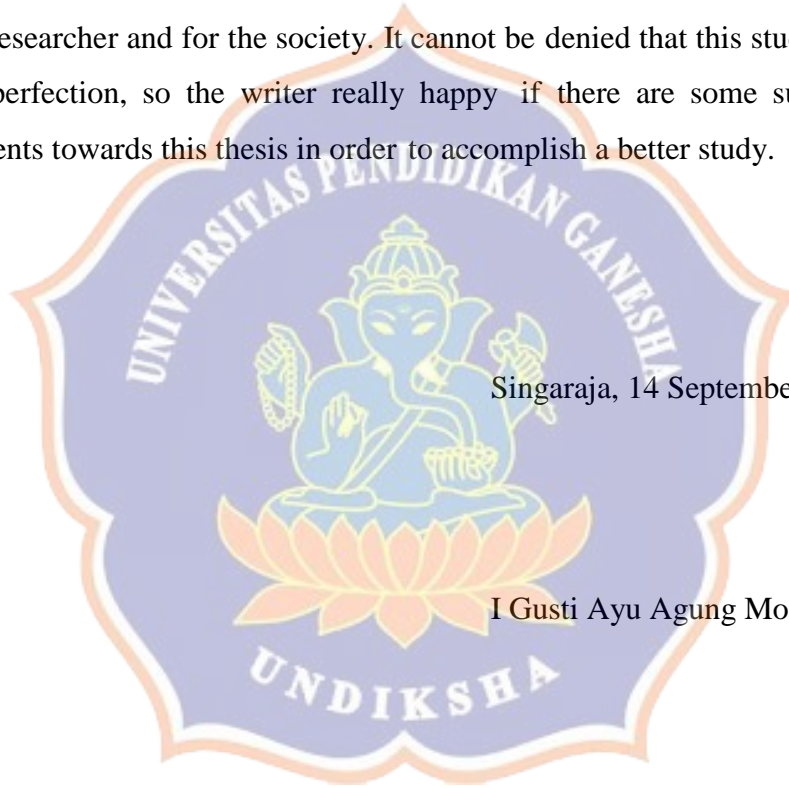 esearcher and for the society. It cannot be denied that this stu
perfection, so the writer really happy if there are some su
ents towards this thesis in order to accomplish a better study.
UNIVERSITAS PENDIDIKAN GANESHA
Singaraja, 14 Septembe
I Gusti Ayu Agung Mo
UNDIKSHA